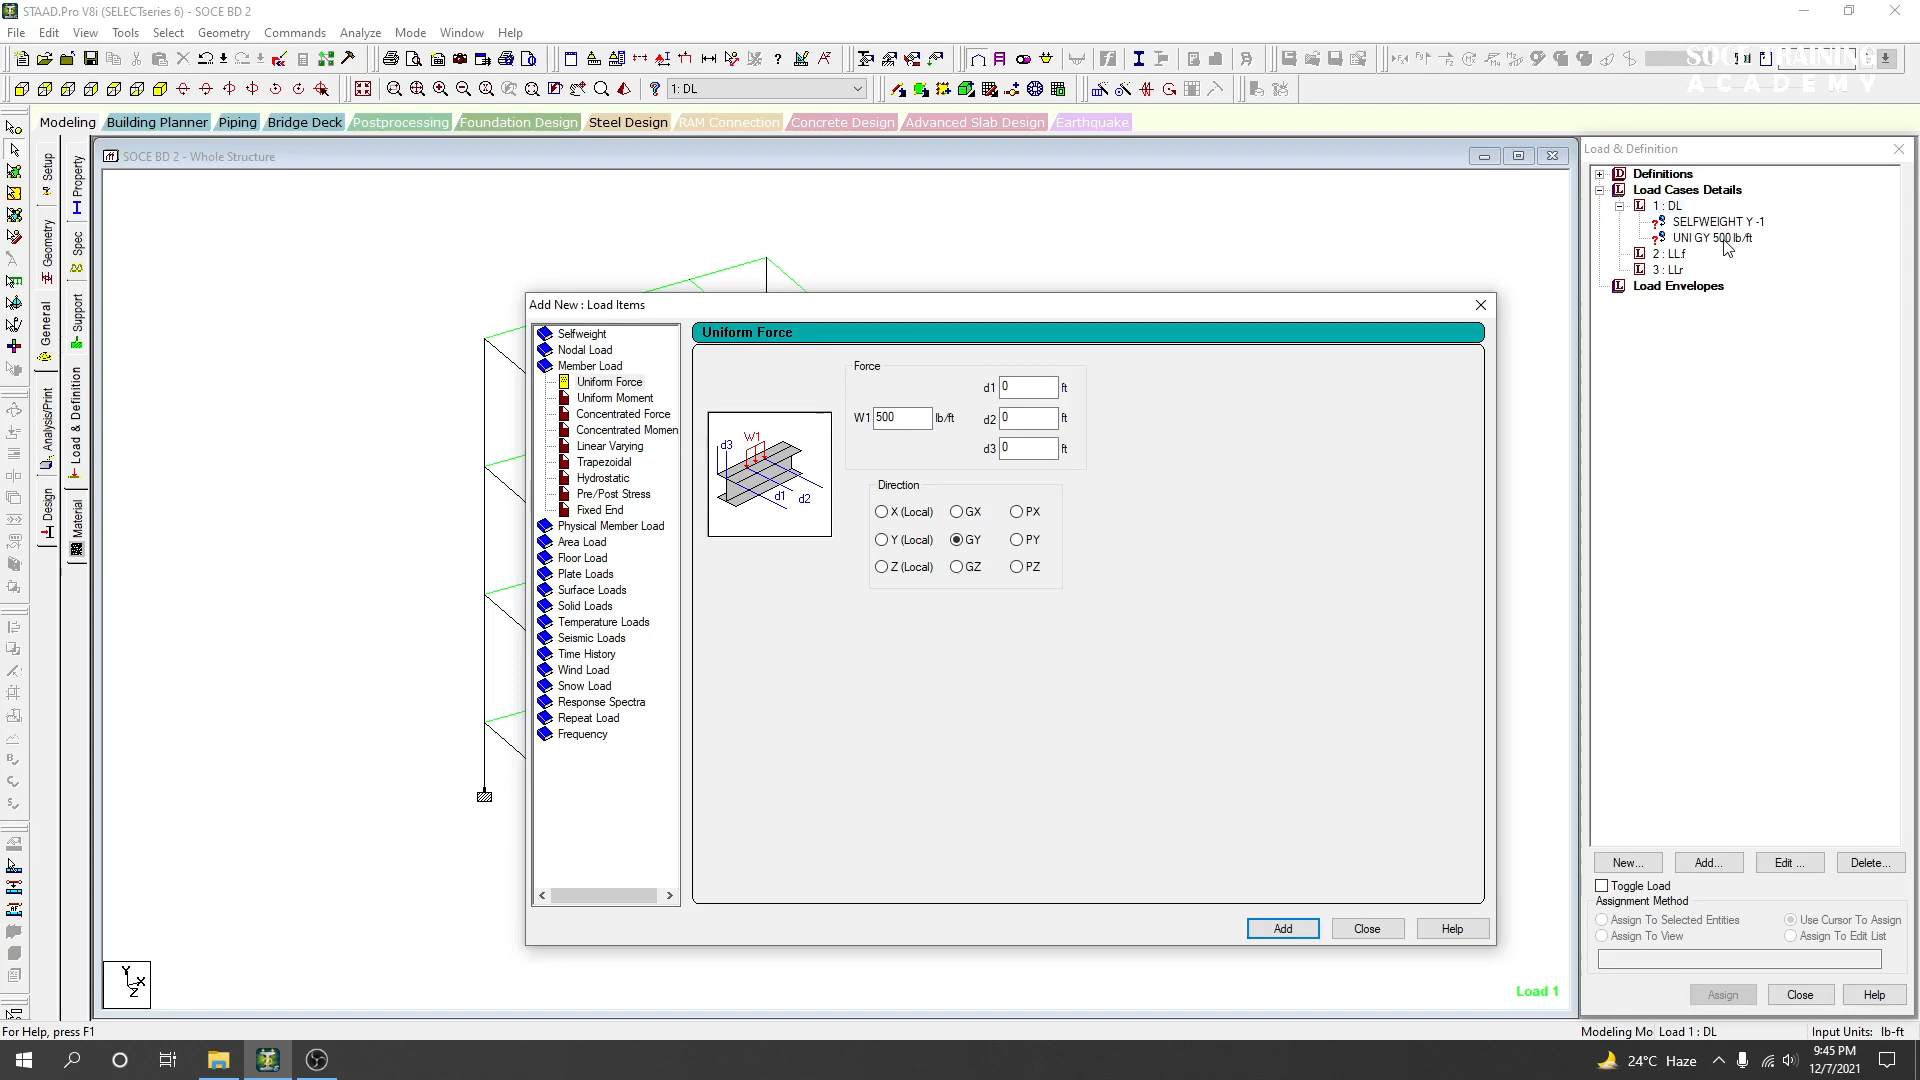 STAAD.Pro V8i (SELECTseries 6) - SOCE BD 2
File Edit View Tools Select Geometry Commands Analyze Mode Window Help
SOCE TRAINING
ACADEMY
1: DL
Modeling Building Planner Piping Bridge Deck Postprocessing Foundation Design Steel Design RAM Connection Concrete Design Advanced Slab Design Earthquake
Setup
Geometry
General
Analysis/Print
Design
Property
Spec
Support
Load & Definition
Material
SOCE BD 2 - Whole Structure
Add New : Load Items
Selfweight
Nodal Load
Member Load
Uniform Force
Uniform Moment
Concentrated Force
Concentrated Momen
Linear Varying
Trapezoidal
Hydrostatic
Pre/Post Stress
Fixed End
Physical Member Load
Area Load
Floor Load
Plate Loads
Surface Loads
Solid Loads
Temperature Loads
Seismic Loads
Time History
Wind Load
Snow Load
Response Spectra
Repeat Load
Frequency
Uniform Force
Force
d1 0 ft
W1 500 lb/ft d2 0 ft
d3 0 ft
W1
d3
d1
d2
Direction
X (Local) GX PX
Y (Local) GY PY
Z (Local) GZ PZ
Add Close Help
Y
X
Z
Load 1
Load & Definition
Definitions
Load Cases Details
1 : DL
SELFWEIGHT Y -1
UNI GY 500 lb/ft
2 : LL.f
3 : LLr
Load Envelopes
New... Add... Edit ... Delete...
Toggle Load
Assignment Method
Assign To Selected Entities Use Cursor To Assign
Assign To View Assign To Edit List
Assign Close Help
For Help, press F1
Modeling Mo Load 1 : DL Input Units: lb-ft
24°C Haze
9:45 PM
12/7/2021